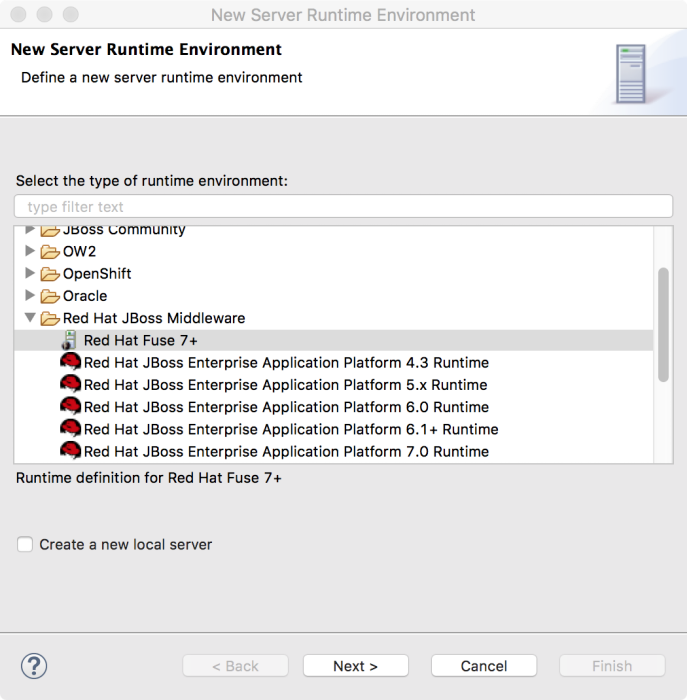 New Server Runtime Environment
New Server Runtime Environment
Define a new server runtime environment
Select the type of runtime environment:
type filter text
JBoss Community
OW2
OpenShift
Oracle
Red Hat JBoss Middleware
Red Hat Fuse 7+
Red Hat JBoss Enterprise Application Platform 4.3 Runtime
Red Hat JBoss Enterprise Application Platform 5.x Runtime
Red Hat JBoss Enterprise Application Platform 6.0 Runtime
Red Hat JBoss Enterprise Application Platform 6.1+ Runtime
Red Hat JBoss Enterprise Application Platform 7.0 Runtime
Runtime definition for Red Hat Fuse 7+
Create a new local server
? < Back Next > Cancel Finish